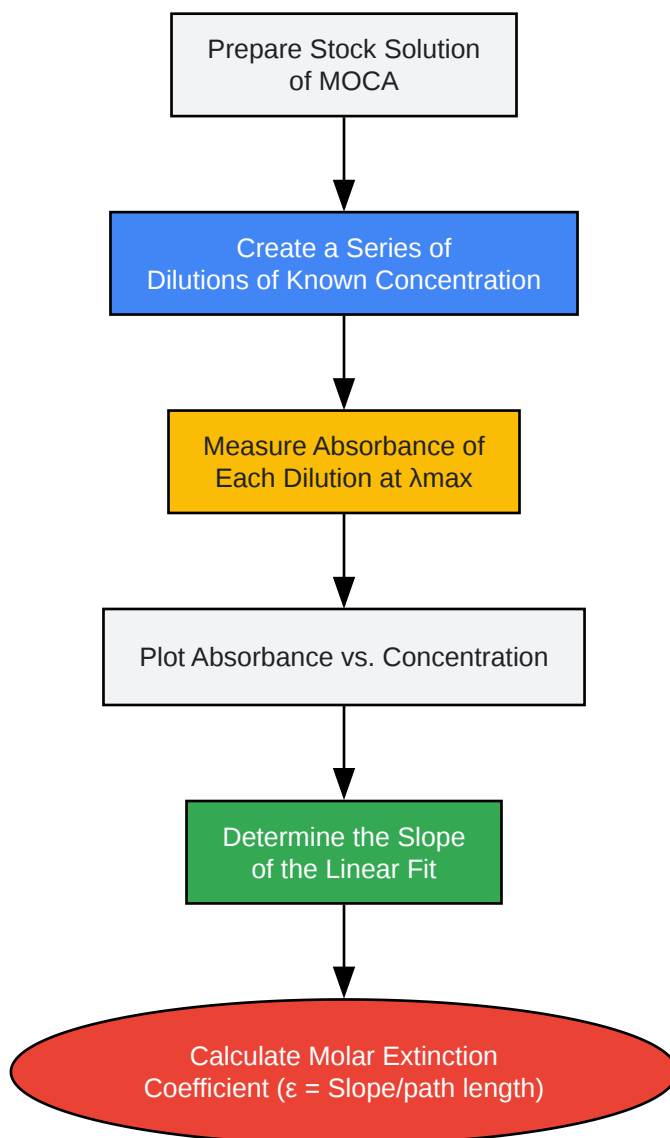 Prepare Stock Solution
of MOCA
Create a Series of
Dilutions of Known Concentration
Measure Absorbance of
Each Dilution at λmax
Plot Absorbance vs. Concentration
Determine the Slope
of the Linear Fit
Calculate Molar Extinction
Coefficient (ε = Slope/path length)